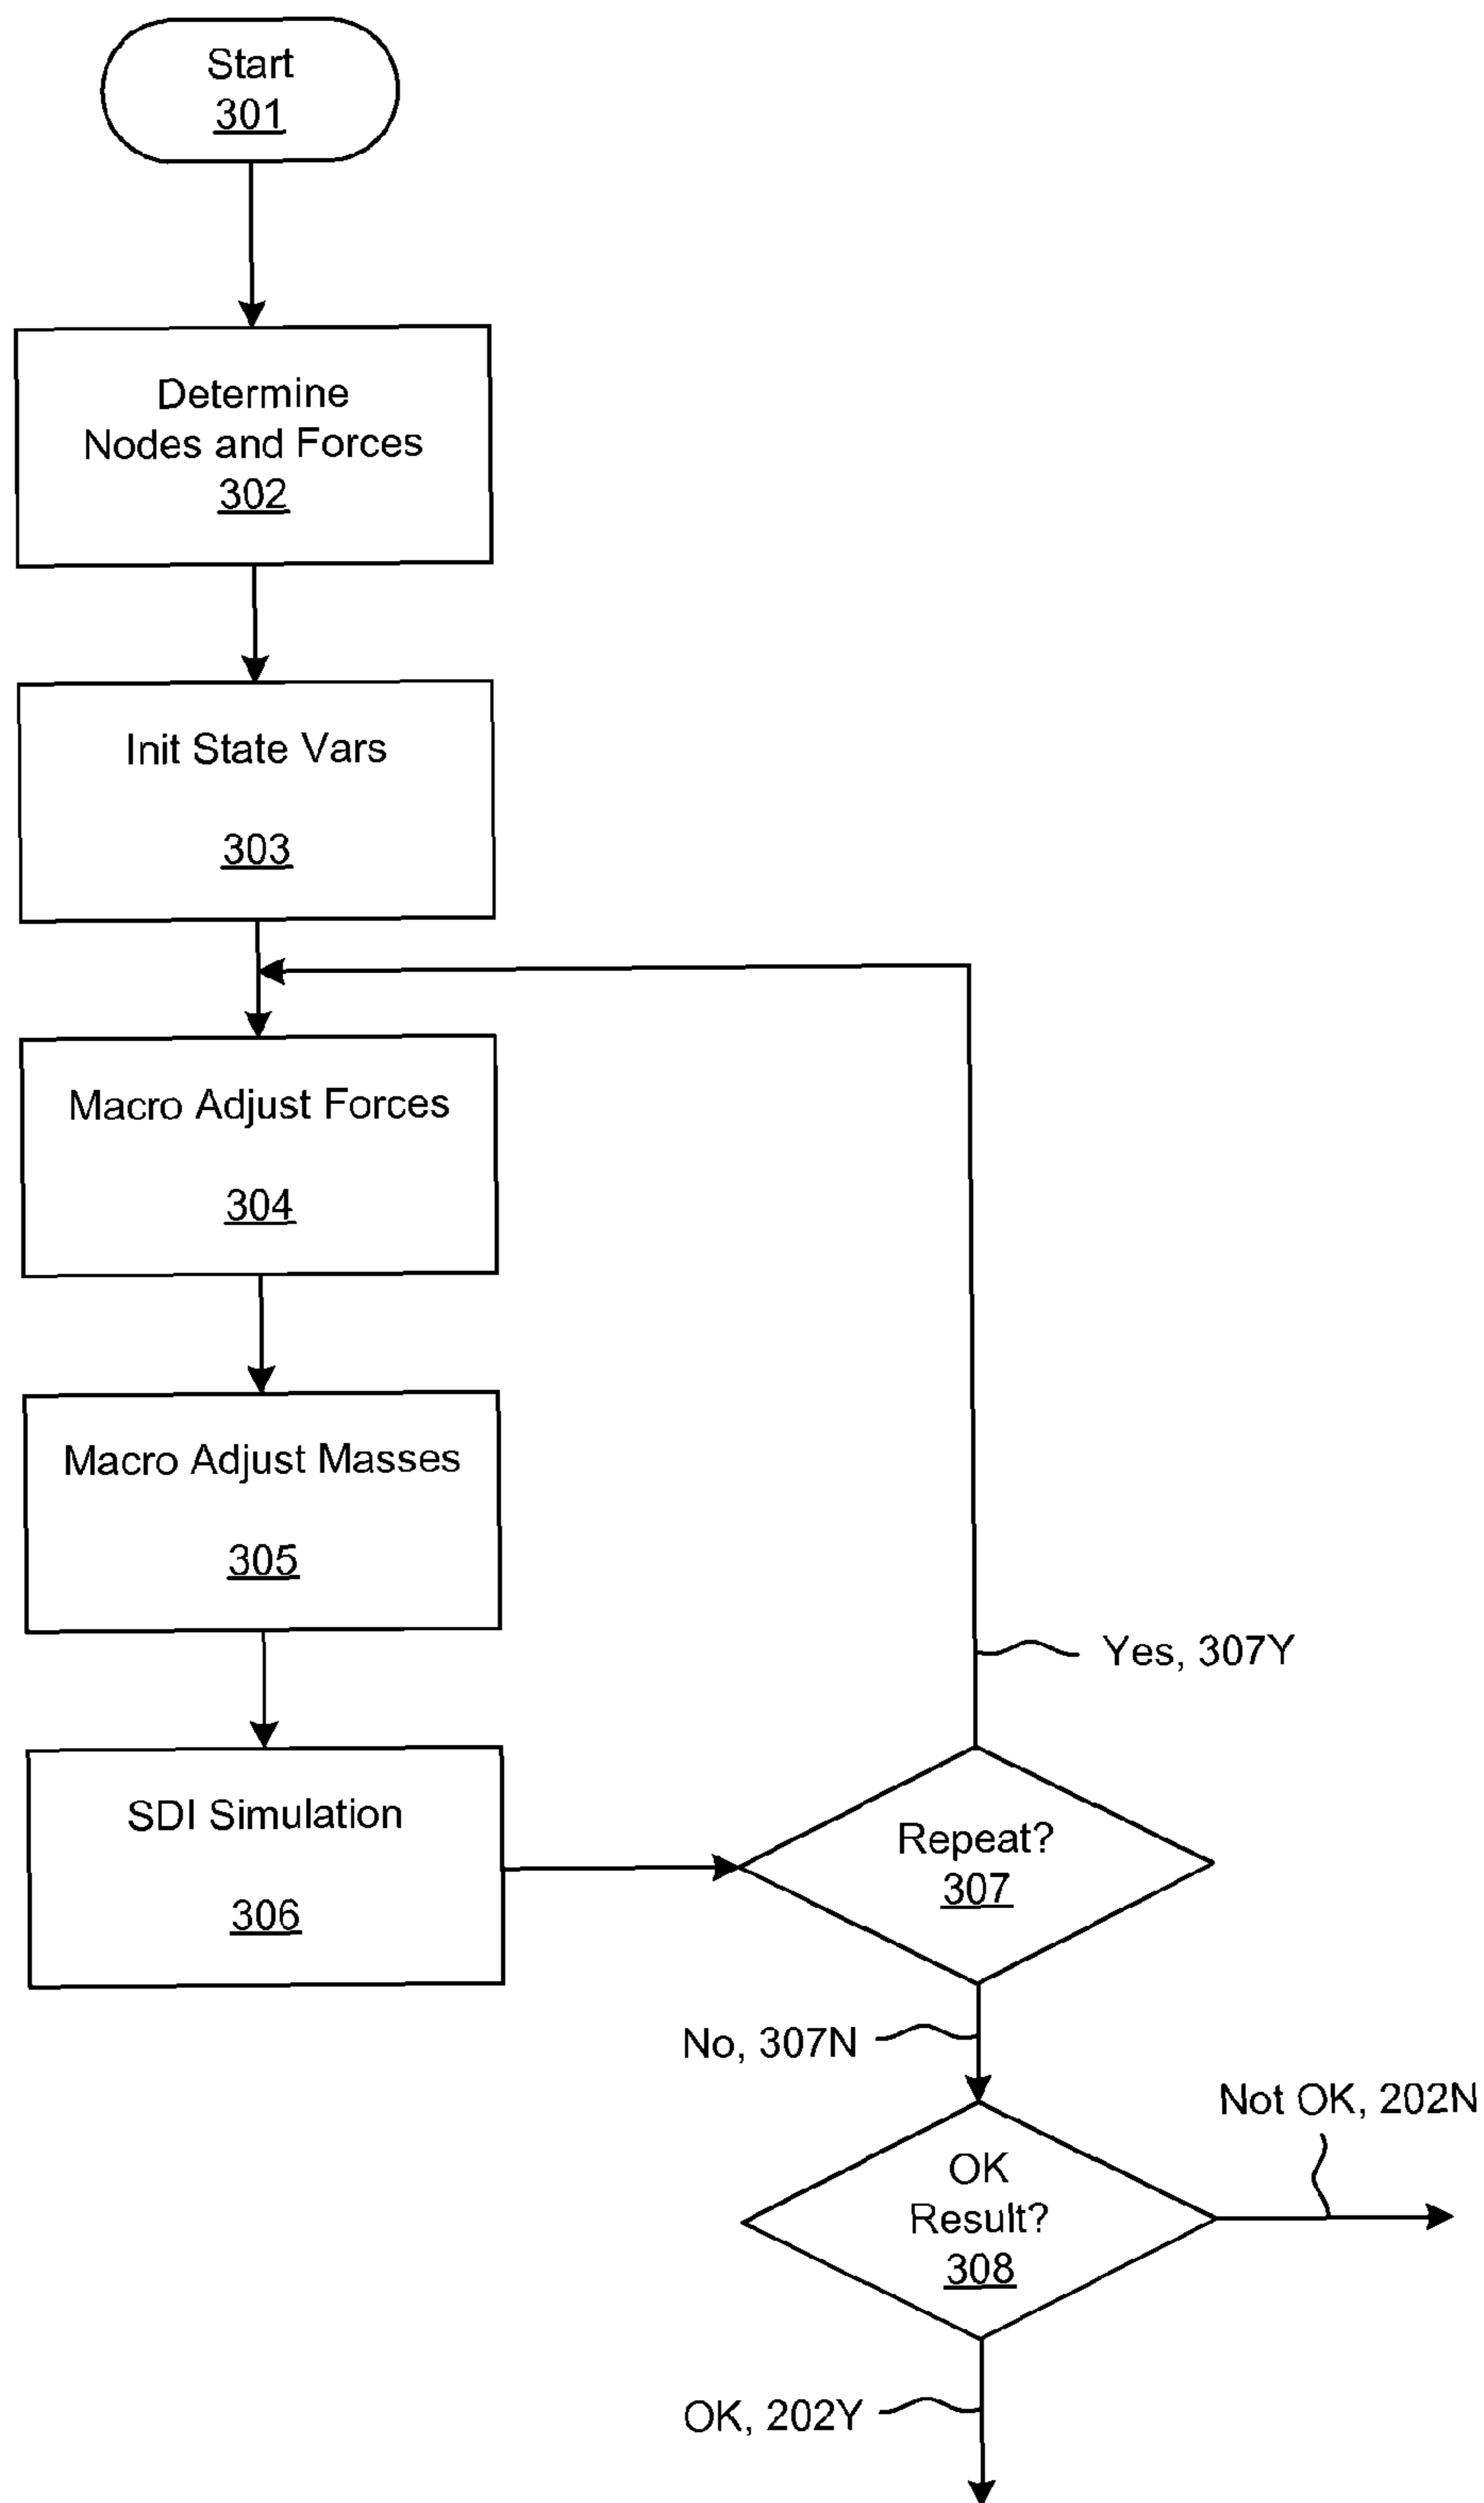 Start
301
Determine
Nodes and Forces
302
Init State Vars
303
Macro Adjust Forces
304
Macro Adjust Masses
305
Yes, 307Y
SDI Simulation
306
Repeat?
307
No, 307N
Not OK, 202N
OK
Result?
308
OK, 202Y